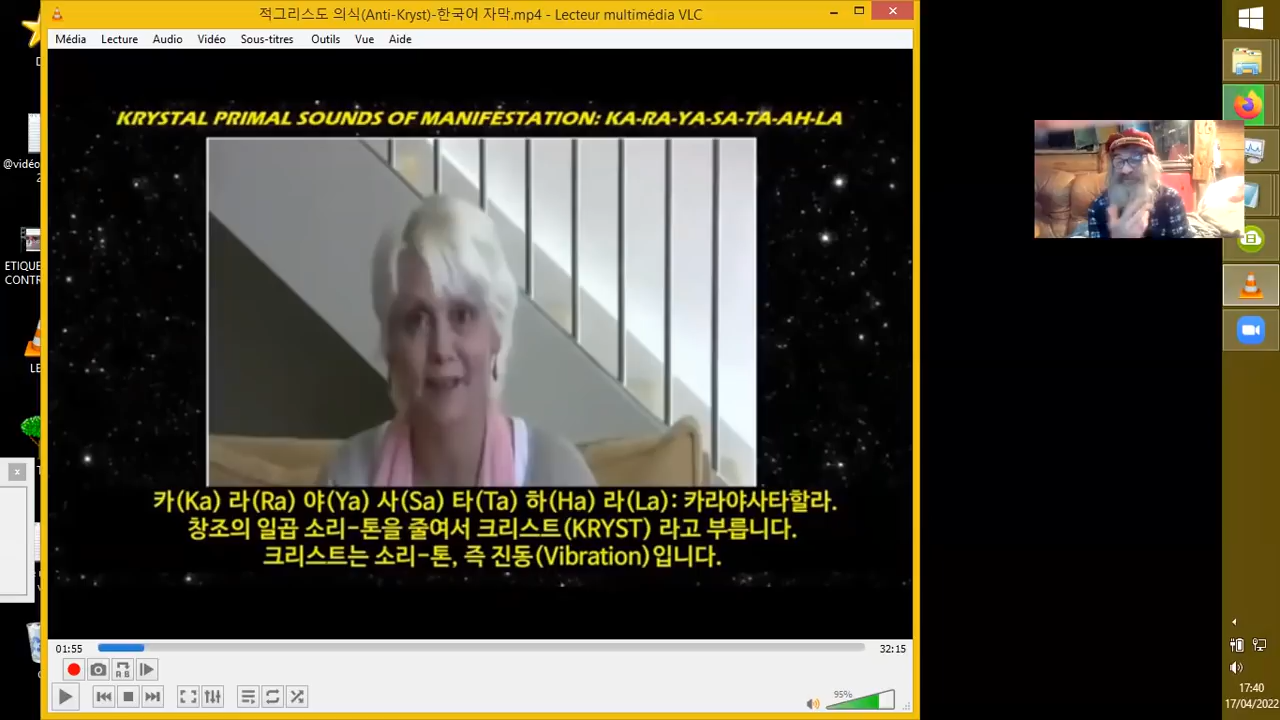 적그리스도 의식(Anti-Kryst)-한국어 자막.mp4 - Lecteur multimédia VLC
Média Lecture Audio Vidéo Sous-titres Outils Vue Aide
KRYSTAL PRIMAL SOUNDS OF MANIFESTATION: KA-RA-YA-SA-TA-AH-LA
@vidéo
ETIQUE
CONTR
카(Ka) 라(Ra) 야(Ya) 사(Sa) 타(Ta) 하(Ha) 라(La): 카라야사타할라.
창조의 일곱 소리-톤을 줄여서 크리스트(KRYST) 라고 부릅니다.
크리스트는 소리-톤, 즉 진동(Vibration)입니다.
01:55 32:15
95%
17:40
17/04/2022